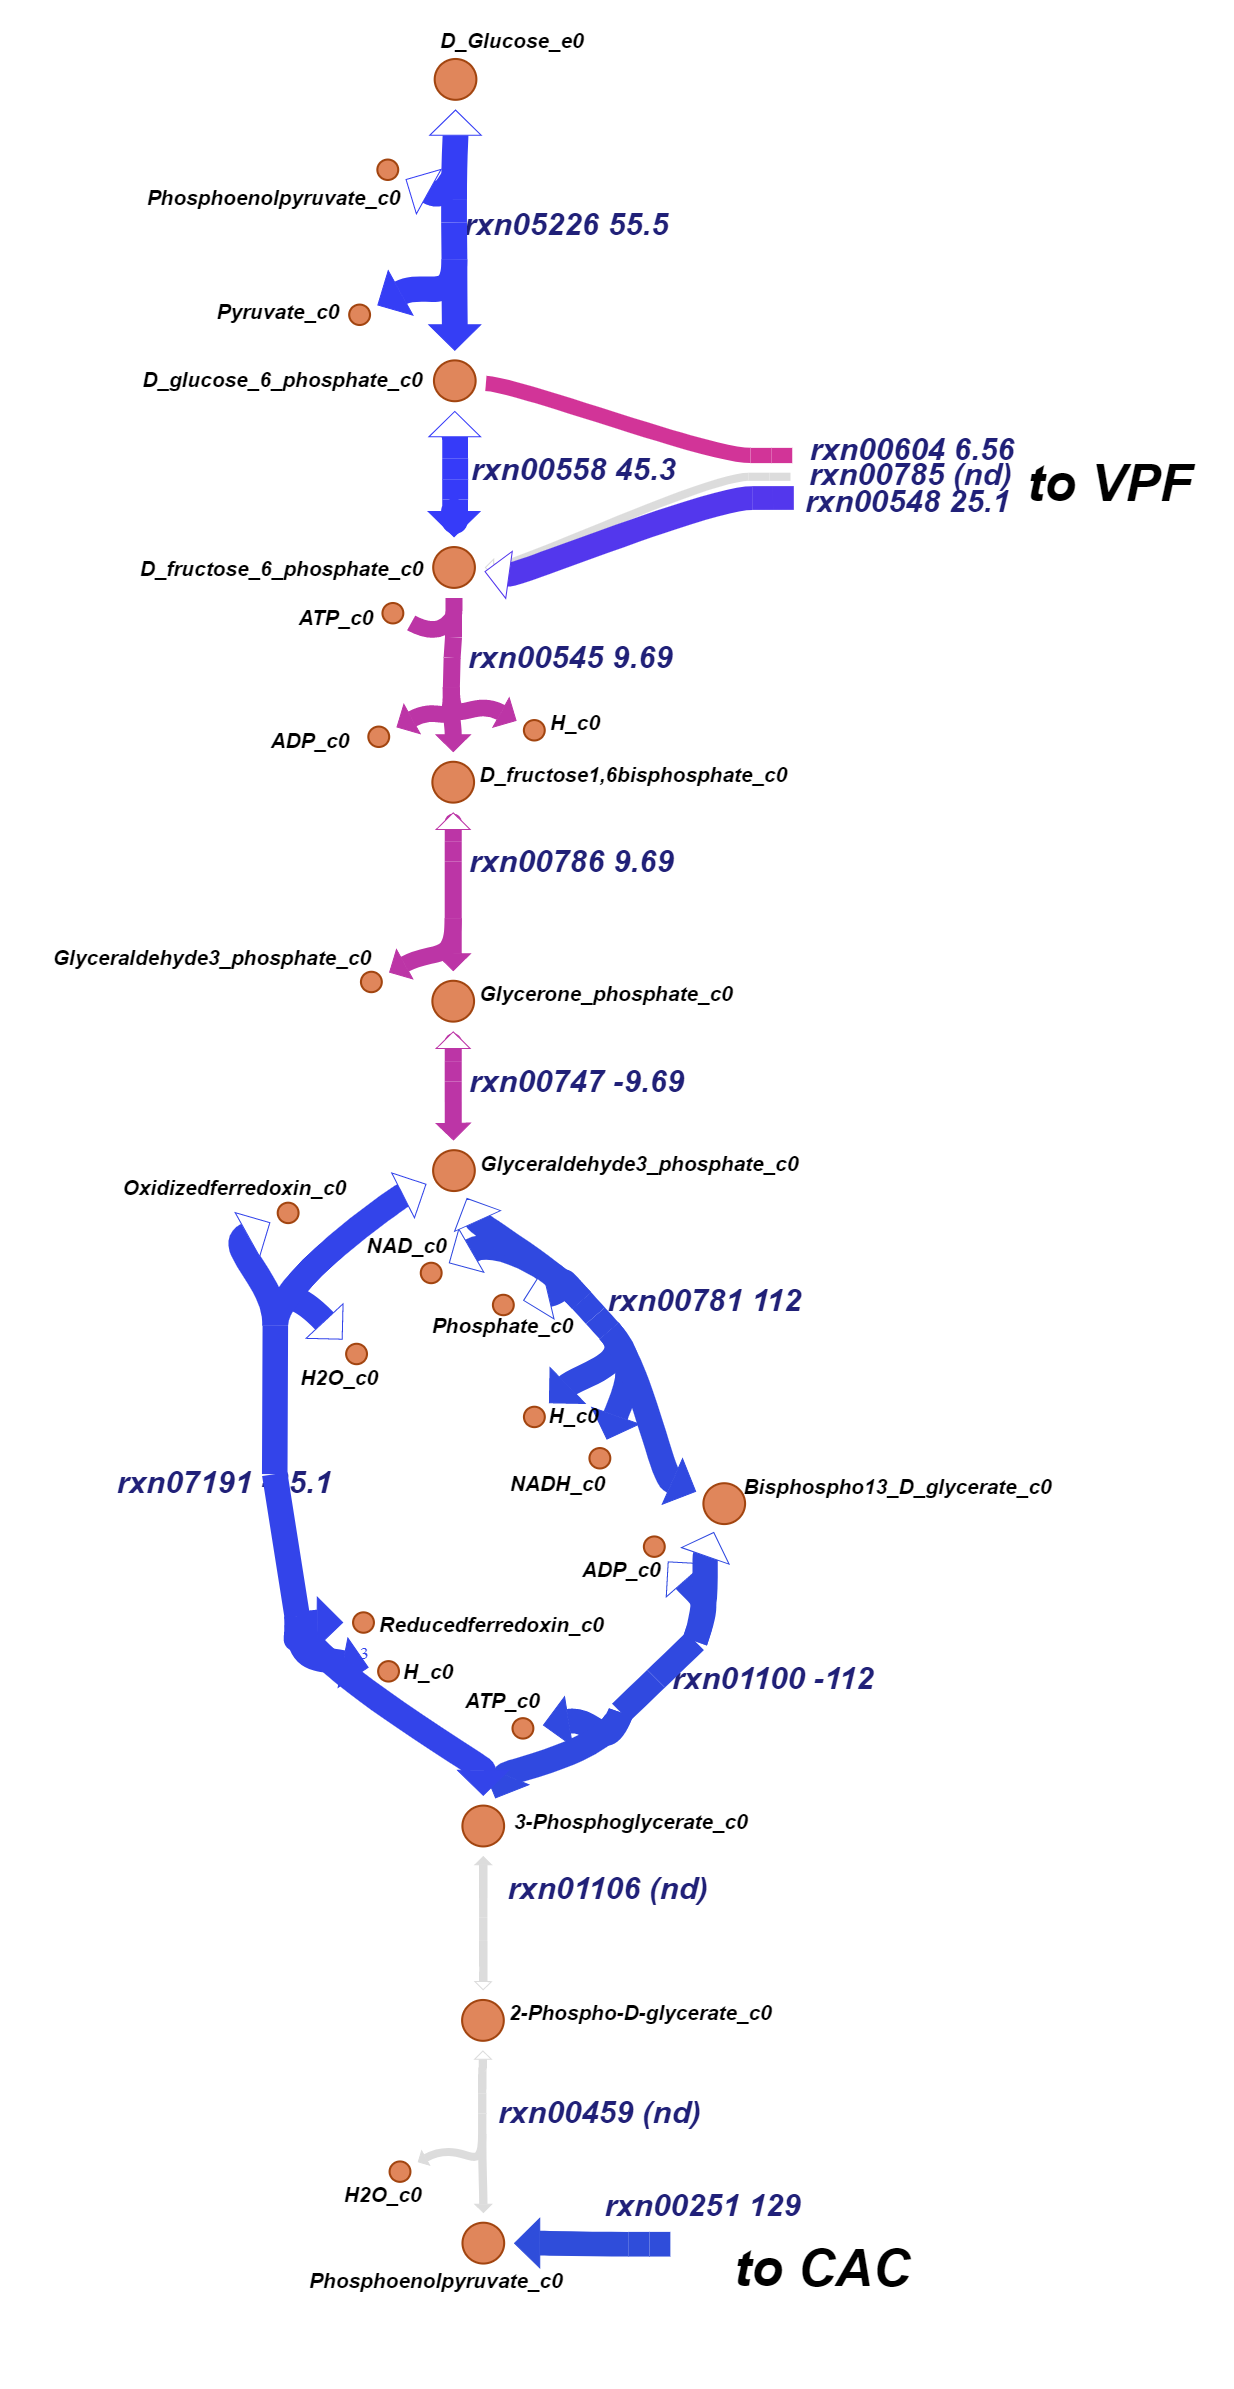 D_Glucose_e0
Phosphoenolpyruvate_c0
rxn05226 55.5
Pyruvate_c0
D_glucose_6_phosphate_c0
rxn00604 6.56
rxn00558 45.3
rxn00785 (nd)
to VPF
rxn00548 25.1
D_fructose_6_phosphate_c0
ATP_c0
rxn00545 9.69
H_c0
ADP_c0
D_fructose1,6bisphosphate_c0
rxn00786 9.69
Glyceraldehyde3_phosphate_c0
Glycerone_phosphate_c0
rxn00747 -9.69
Glyceraldehyde3_phosphate_c0
Oxidizedferredoxin_c0
NAD_c0
rxn00781 112
Phosphate_c0
H2O_c0
H_c0
rxn07191
5.1
NADH_c0
Bisphospho13_D_glycerate_c0
ADP_c0
Reducedferredoxin_c0
3
H_c0
rxn01100 -112
ATP_c0
3-Phosphoglycerate_c0
rxn01106 (nd)
2-Phospho-D-glycerate_c0
rxn00459 (nd)
H2O_c0
rxn00251 129
to CAC
Phosphoenolpyruvate_c0